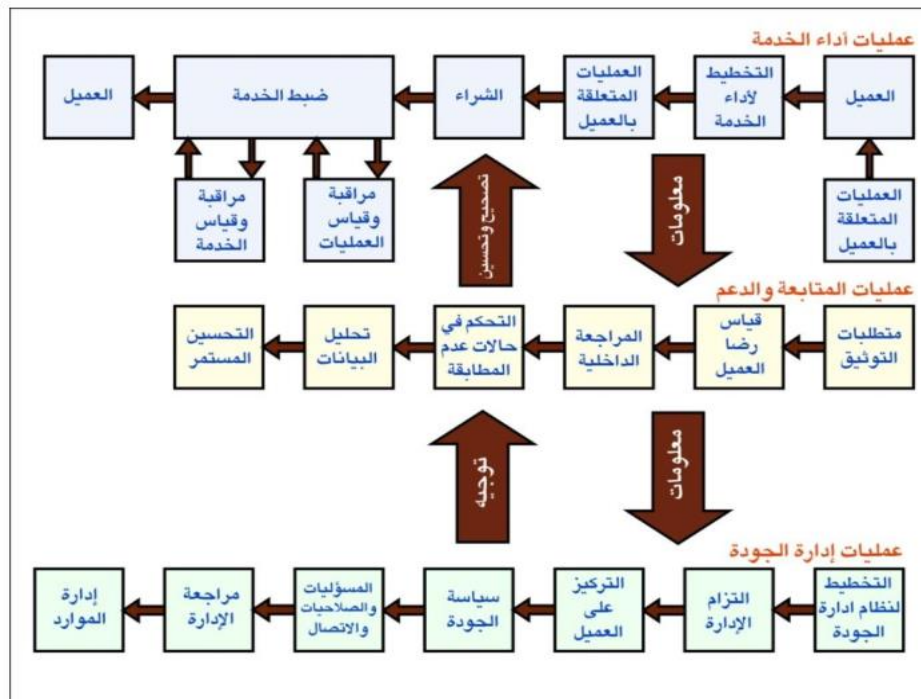 عمليات أداء الخدمة
العميل
التخطيط
لأداء
الخدمة
العمليات
المتعلقة
بالعميل
الشراء
ضبط الخدمة
العميل
العمليات
المتعلقة
بالعميل
معلومات
تصحيح وتحسين
مراقبة
وقياس
العمليات
مراقبة
وقياس
الخدمة
عمليات المتابعة والدعم
متطلبات
التوثيق
قياس
رضا
العميل
المراجعة
الداخلية
التحكم في
حالات عدم
المطابقة
تحليل
البيانات
التحسين
المستمر
معلومات
توجيه
عمليات إدارة الجودة
التخطيط
لنظام ادارة
الجودة
التزام
الإدارة
التركيز
على
العميل
سياسة
الجودة
المسؤليات
والصلاحيات
والاتصال
مراجعة
الإدارة
إدارة
الموارد